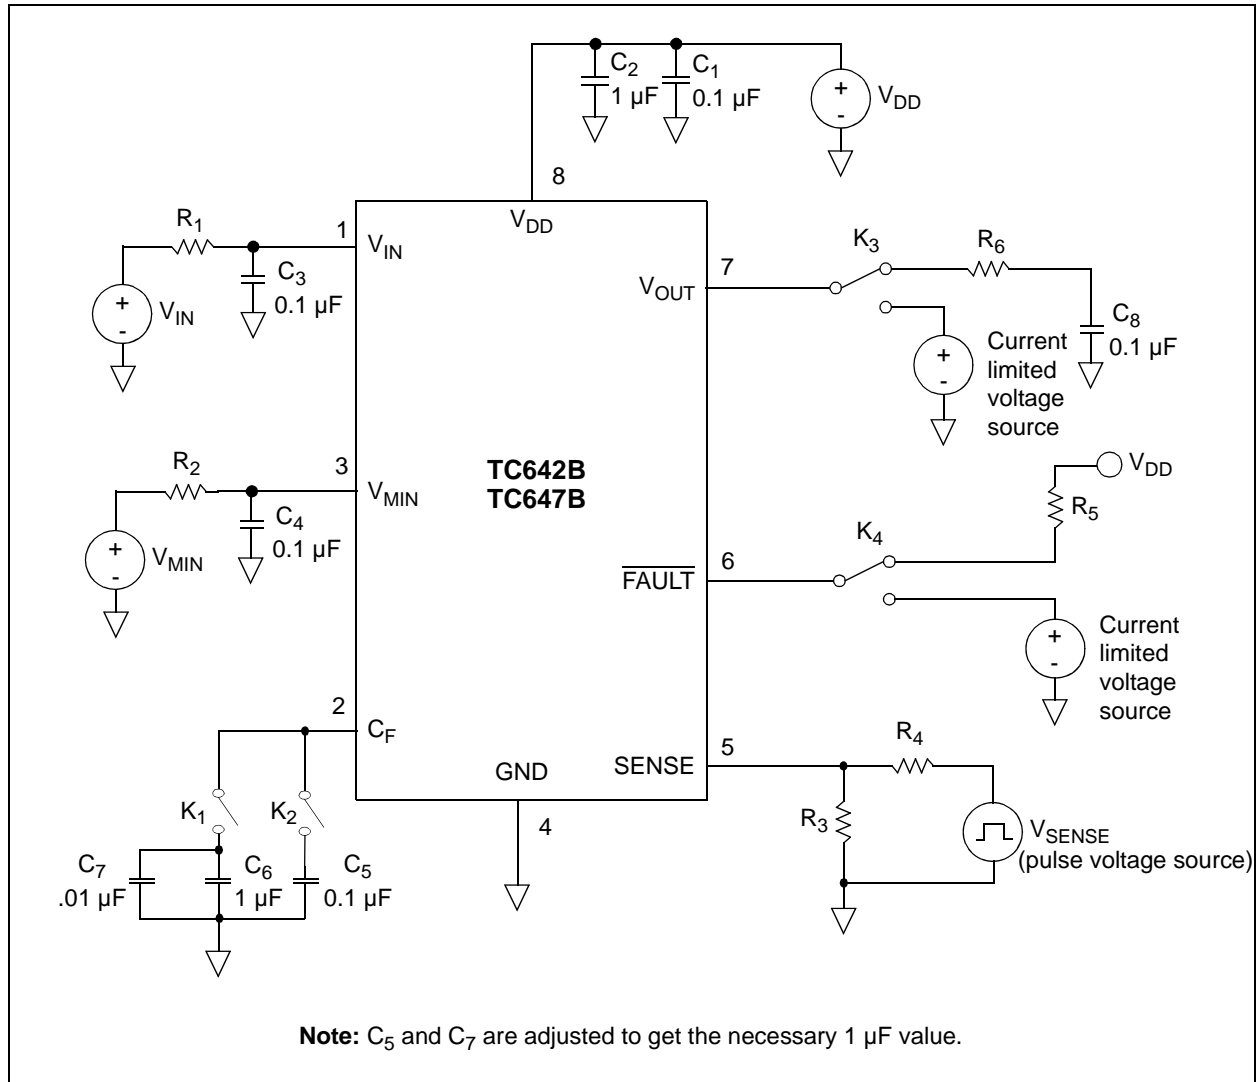 C2
1 µF
C1
0.1 µF
+
-
VDD
8
VDD
R1
1
VIN
C3
0.1 µF
+
-
VIN
7
VOUT
K3
R6
C8
0.1 µF
+
-
Current
limited
voltage
source
R2
3
VMIN
C4
0.1 µF
+
-
VMIN
TC642B
TC647B
VDD
R5
K4
6
FAULT
+
-
Current
limited
voltage
source
2
CF
K1
K2
C7
.01 µF
C6
1 µF
C5
0.1 µF
GND
4
5
SENSE
R4
R3
VSENSE
(pulse voltage source)
Note: C5 and C7 are adjusted to get the necessary 1 µF value.